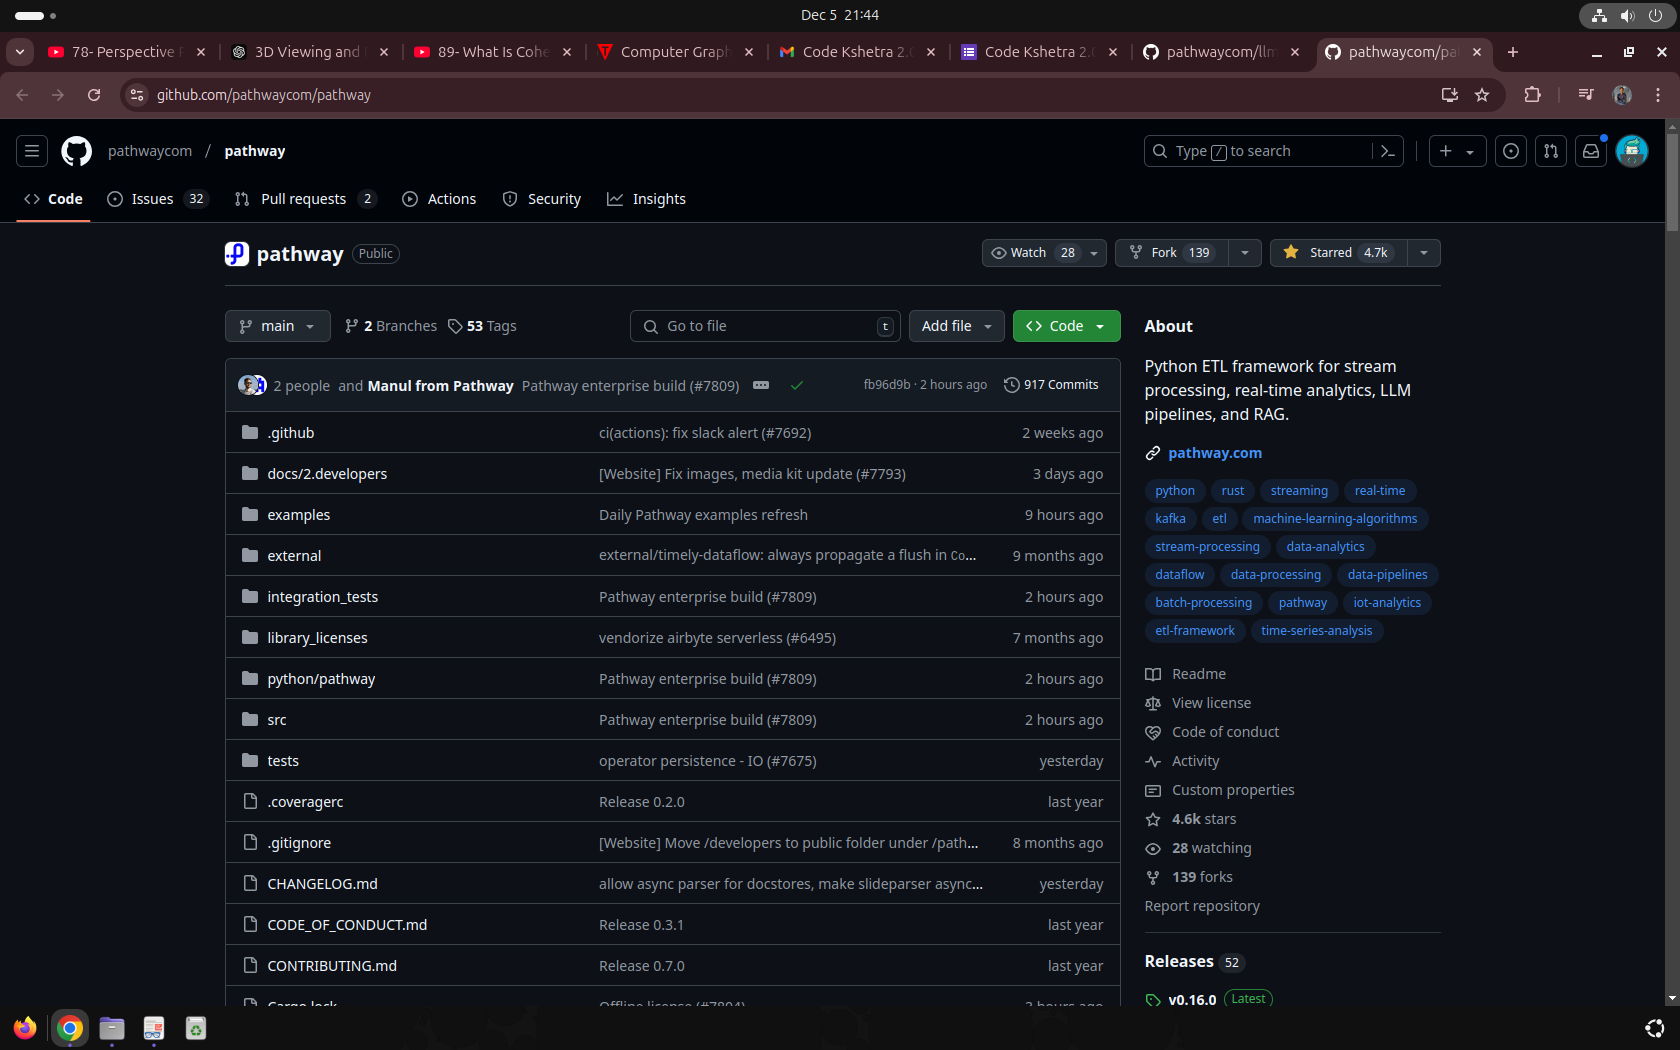 Dec 5 21:44
78- Perspective
3D Viewing and
89- What Is Cohe
Computer Graph
Code Kshetra 2.0
Code Kshetra 2.0
pathwaycom/llm
pathwaycom/pa
github.com/pathwaycom/pathway
pathwaycom / pathway
Type / to search
Code
Issues 32
Pull requests 2
Actions
Security
Insights
pathway Public
Watch 28
Fork 139
Starred 4.7k
main
2 Branches
53 Tags
Go to file t
Add file
Code
2 people and Manul from Pathway Pathway enterprise build (#7809) fb96d9b · 2 hours ago 917 Commits
.github ci(actions): fix slack alert (#7692) 2 weeks ago
docs/2.developers [Website] Fix images, media kit update (#7793) 3 days ago
examples Daily Pathway examples refresh 9 hours ago
external external/timely-dataflow: always propagate a flush in Co... 9 months ago
integration_tests Pathway enterprise build (#7809) 2 hours ago
library_licenses vendorize airbyte serverless (#6495) 7 months ago
python/pathway Pathway enterprise build (#7809) 2 hours ago
src Pathway enterprise build (#7809) 2 hours ago
tests operator persistence - IO (#7675) yesterday
.coveragerc Release 0.2.0 last year
.gitignore [Website] Move /developers to public folder under /path... 8 months ago
CHANGELOG.md allow async parser for docstores, make slideparser async... yesterday
CODE_OF_CONDUCT.md Release 0.3.1 last year
CONTRIBUTING.md Release 0.7.0 last year
Cargo.lock Offline license (#7804) 3 hours ago
About
Python ETL framework for stream
processing, real-time analytics, LLM
pipelines, and RAG.
pathway.com
python rust streaming real-time
kafka etl machine-learning-algorithms
stream-processing data-analytics
dataflow data-processing data-pipelines
batch-processing pathway iot-analytics
etl-framework time-series-analysis
Readme
View license
Code of conduct
Activity
Custom properties
4.6k stars
28 watching
139 forks
Report repository
Releases 52
v0.16.0 Latest